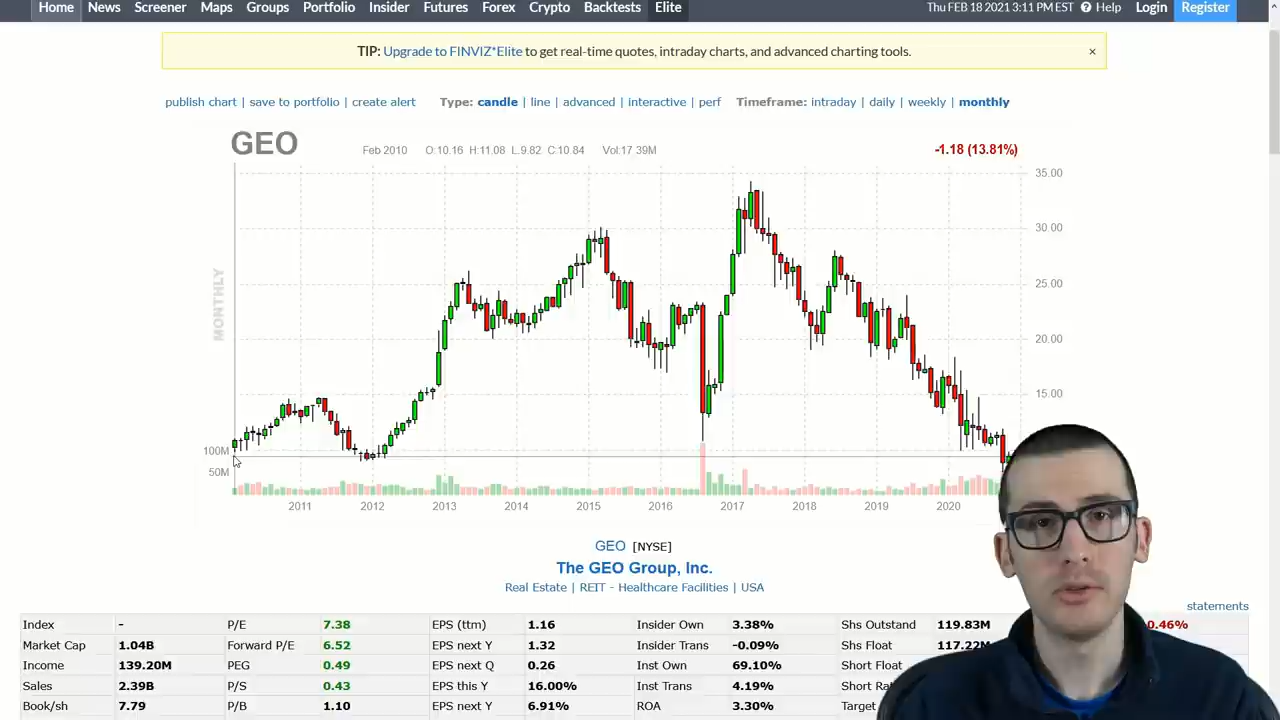 Home News Screener Maps Groups Portfolio Insider Futures Forex Crypto Backtests Elite Thu FEB 18 2021 3:11 PM EST Help Login Register
TIP: Upgrade to FINVIZ*Elite to get real-time quotes, intraday charts, and advanced charting tools. ×
publish chart | save to portfolio | create alert Type: candle | line | advanced | interactive | perf Timeframe: intraday | daily | weekly | monthly
GEO Feb 2010 O:10.16 H:11.08 L:9.82 C:10.84 Vol:17.39M -1.18 (13.81%)
35.00
30.00
25.00
MONTHLY
20.00
15.00
100M
50M
2011 2012 2013 2014 2015 2016 2017 2018 2019 2020
GEO [NYSE]
The GEO Group, Inc.
Real Estate | REIT - Healthcare Facilities | USA
statements
Index - P/E 7.38 EPS (ttm) 1.16 Insider Own 3.38% Shs Outstand 119.83M 0.46%
Market Cap 1.04B Forward P/E 6.52 EPS next Y 1.32 Insider Trans -0.09% Shs Float 117.22M
Income 139.20M PEG 0.49 EPS next Q 0.26 Inst Own 69.10% Short Float
Sales 2.39B P/S 0.43 EPS this Y 16.00% Inst Trans 4.19% Short
Book/sh 7.79 P/B 1.10 EPS next Y 6.91% ROA 3.30% Target